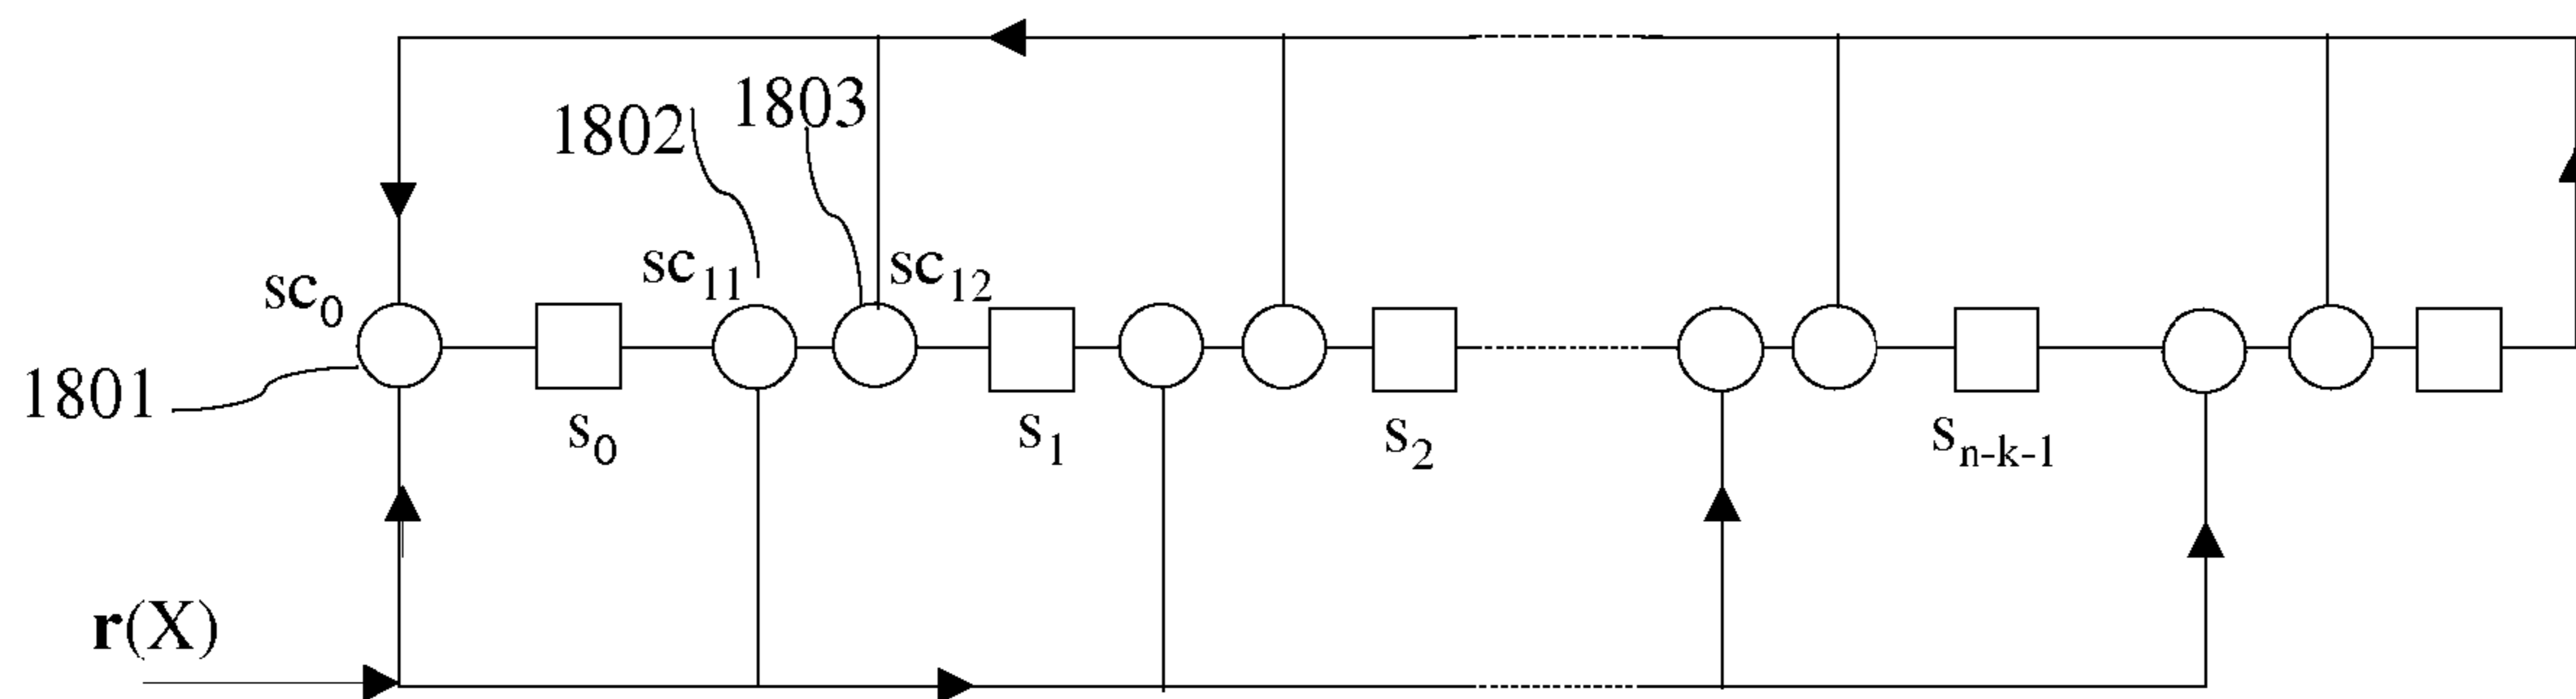 1802 1803
sc₀ sc₁₁ sc₁₂
1801
s₀ s₁ s₂ sₙ₋ₖ₋₁
r(X)